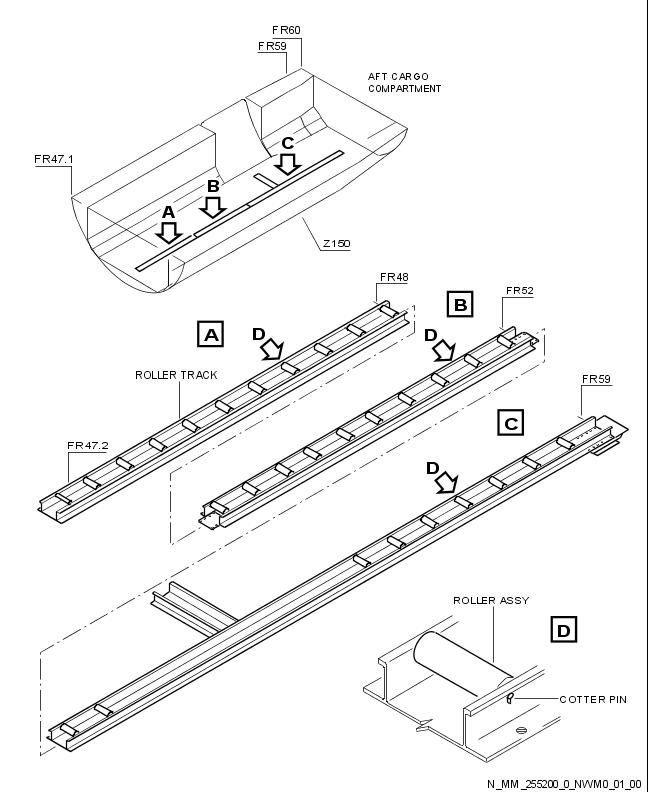 FR60
FR59
AFT CARGO
COMPARTMENT
FR47.1
C
B
A
Z150
FR48
FR52
A
D
B
D
ROLLER TRACK
FR59
C
FR47.2
D
ROLLER ASSY
D
COTTER PIN
N_MM_255200_0_NVVM0_01_00